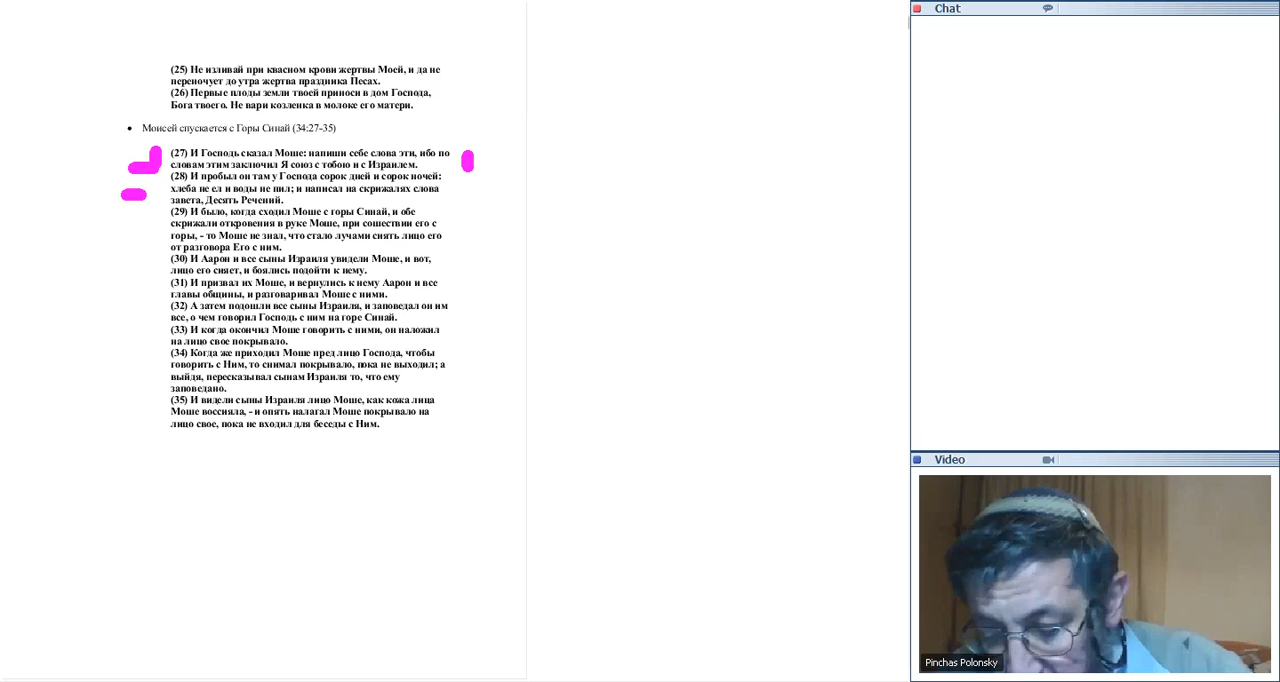 (25) Не изливай при квасном крови жертвы Моей, и да не
переночует до утра жертва праздника Песах.
(26) Первые плоды земли твоей приноси в дом Господа,
Бога твоего. Не вари козленка в молоке его матери.
• Моисей спускается с Горы Синай (34:27-35)
(27) И Господь сказал Моше: напиши себе слова эти, ибо по
словам этим заключил Я союз с тобою и с Израилем.
(28) И пробыл он там у Господа сорок дней и сорок ночей:
хлеба не ел и воды не пил; и написал на скрижалях слова
завета, Десять Речений.
(29) И было, когда сходил Моше с горы Синай, и обе
скрижали откровения в руке Моше, при сошествии его с
горы, - то Моше не знал, что стало лучами сиять лицо его
от разговора Его с ним.
(30) И Аарон и все сыны Израиля увидели Моше, и вот,
лицо его сияет, и боялись подойти к нему.
(31) И призвал их Моше, и вернулись к нему Аарон и все
главы общины, и разговаривал Моше с ними.
(32) А затем подошли все сыны Израиля, и заповедал он им
все, о чем говорил Господь с ним на горе Синай.
(33) И когда окончил Моше говорить с ними, он наложил
на лицо свое покрывало.
(34) Когда же приходил Моше пред лицо Господа, чтобы
говорить с Ним, то снимал покрывало, пока не выходил; а
выйдя, пересказывал сынам Израиля то, что ему
заповедано.
(35) И видели сыны Израиля лицо Моше, как кожа лица
Моше воссияла, - и опять налагал Моше покрывало на
лицо свое, пока не входил для беседы с Ним.
Chat
Video
Pinchas Polonsky